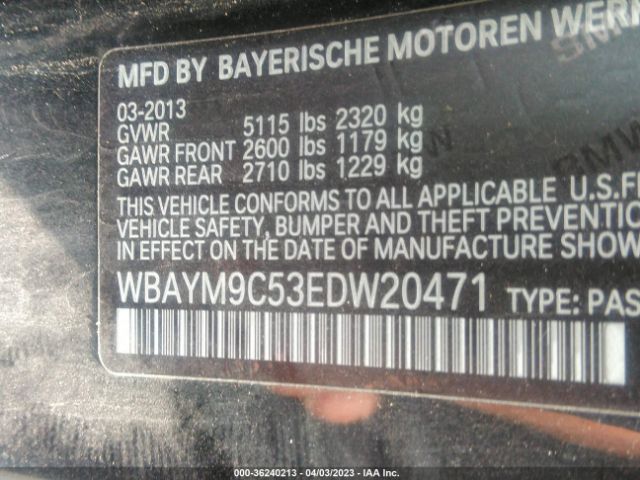 MFD BY BAYERISCHE MOTOREN WER
03-2013
GVWR 5115 lbs 2320 kg
GAWR FRONT 2600 lbs 1179 kg
GAWR REAR 2710 lbs 1229 kg
THIS VEHICLE CONFORMS TO ALL APPLICABLE U.S.F
VEHICLE SAFETY, BUMPER AND THEFT PREVENTIO
IN EFFECT ON THE DATE OF MANUFACTURE SHOW
WBAYM9C53EDW20471 TYPE: PAS
000-36240213 - 04/03/2023 - IAA Inc.